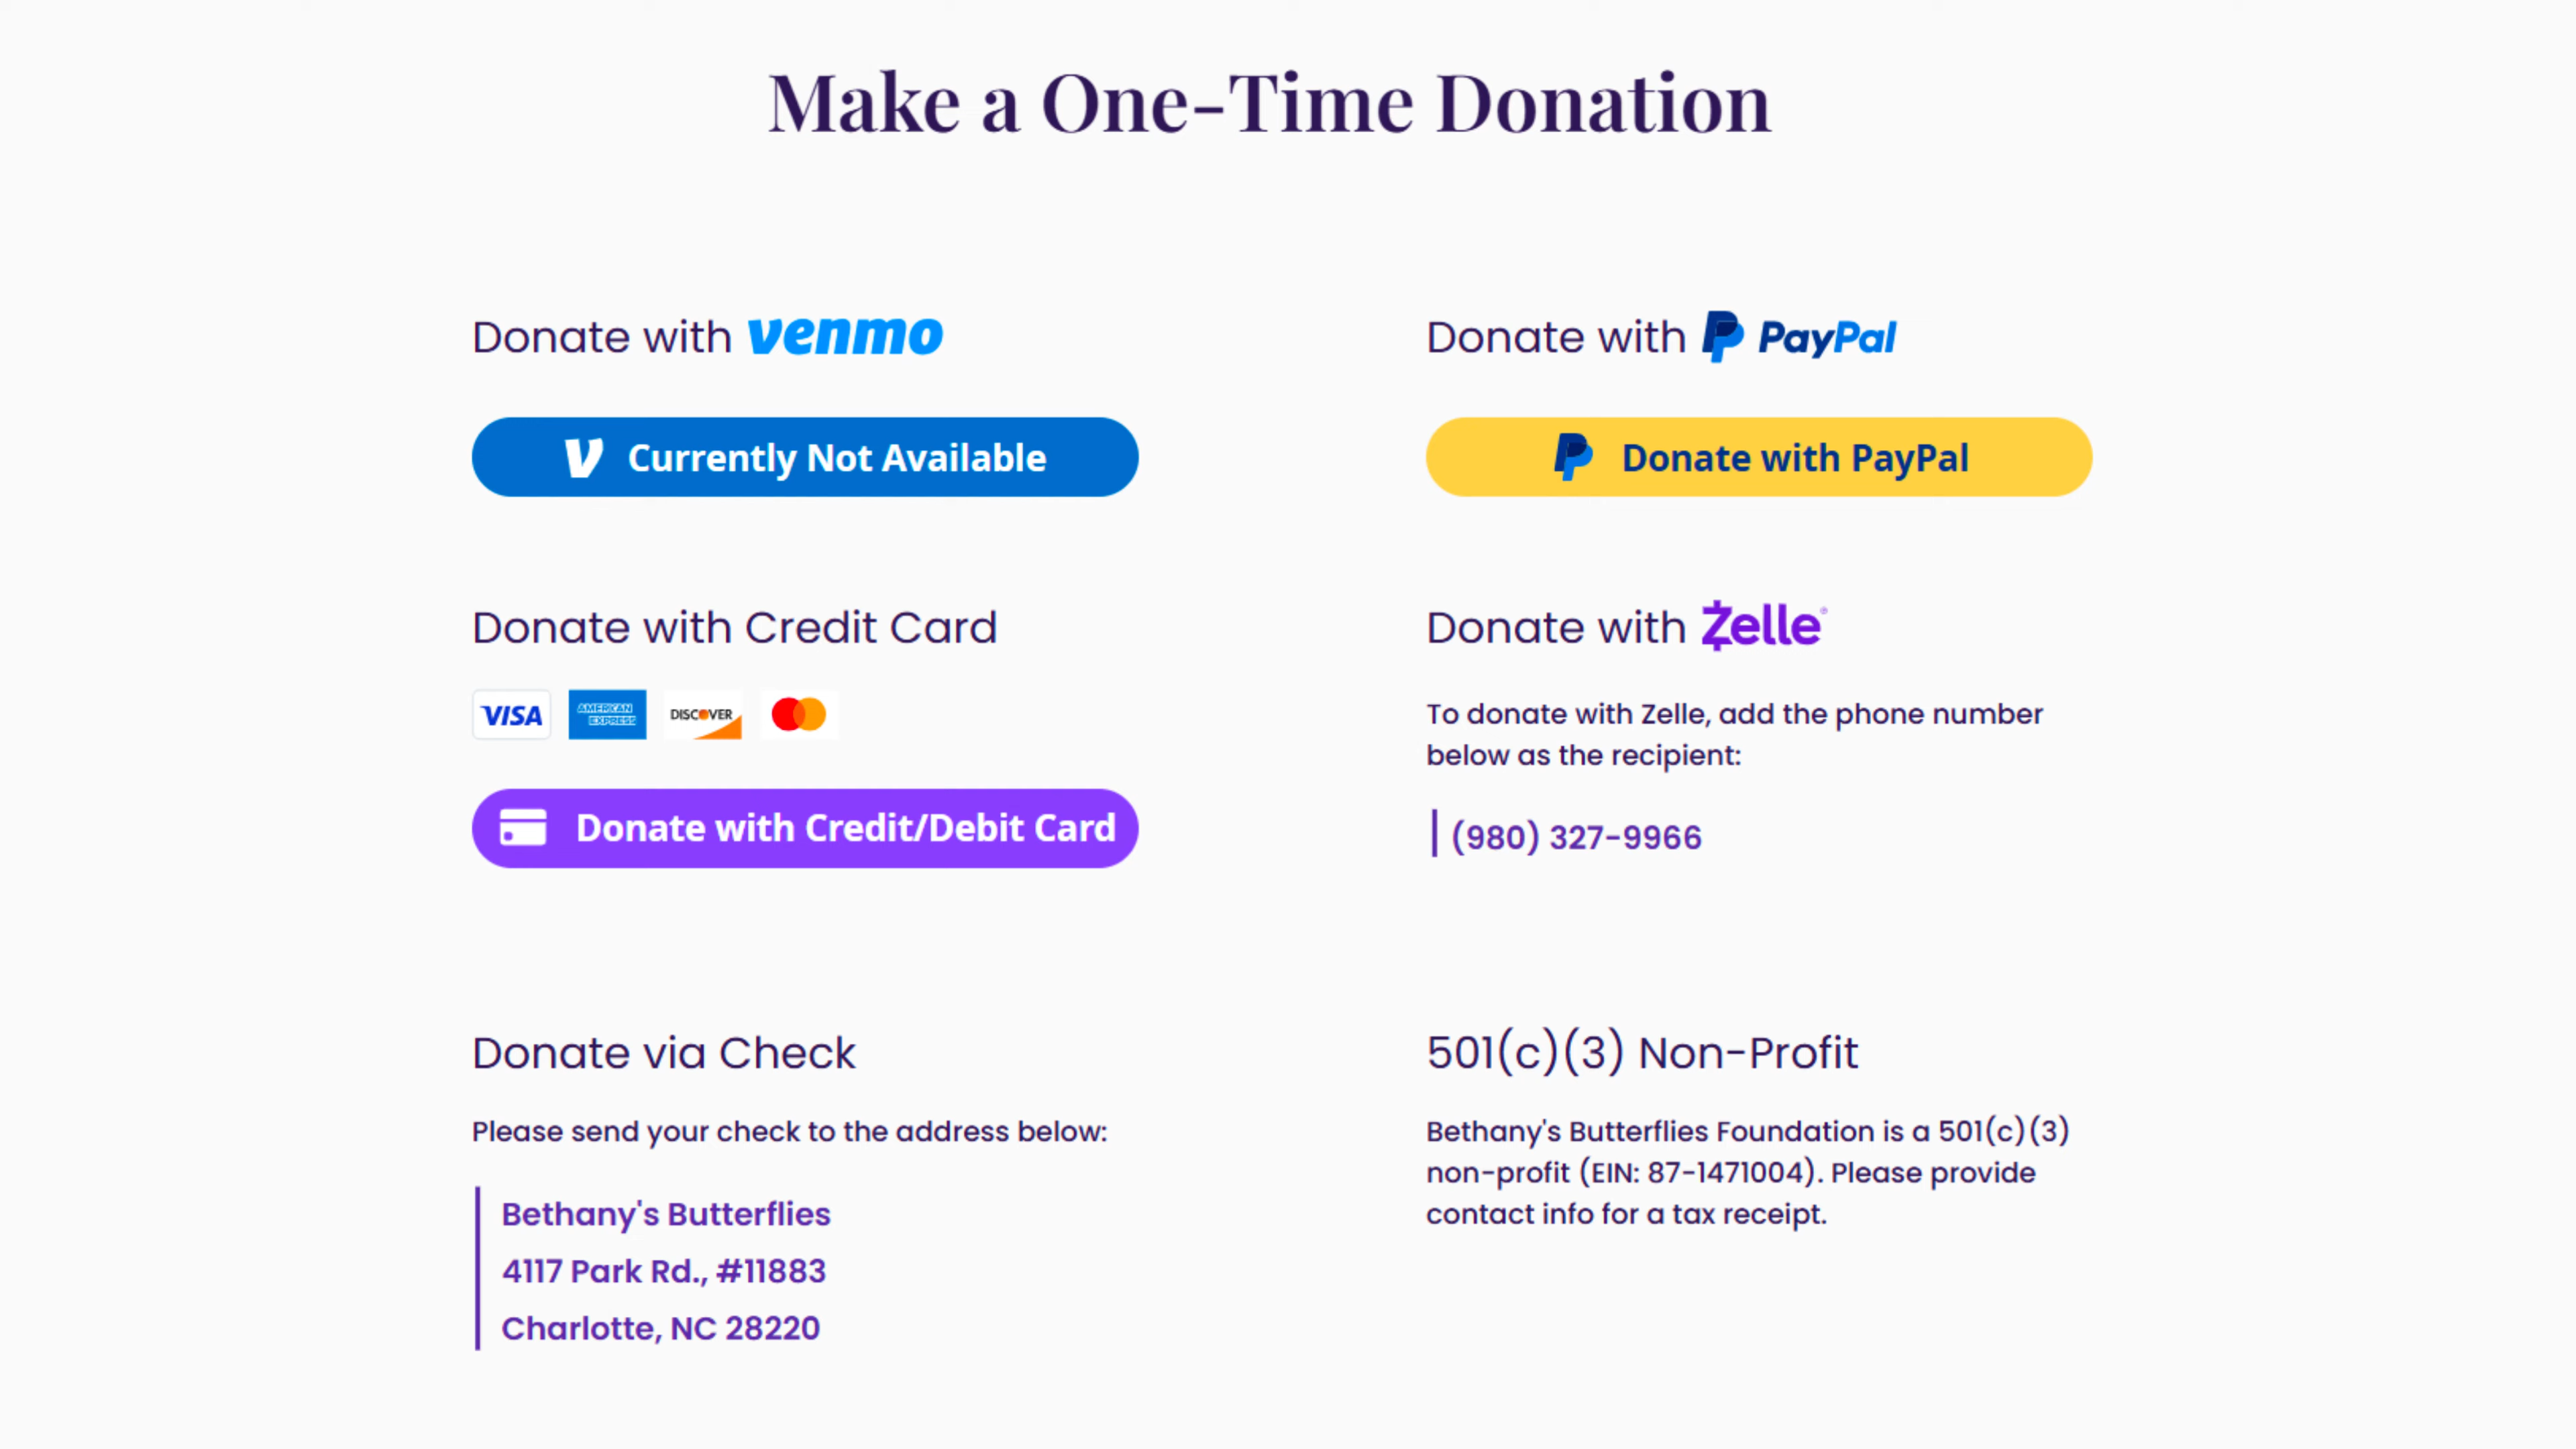 Make a One-Time Donation
Donate with venmo
Currently Not Available
Donate with PayPal
Donate with PayPal
Donate with Credit Card
VISA AMERICAN EXPRESS DISCOVER
Donate with Credit/Debit Card
Donate with Zelle
To donate with Zelle, add the phone number
below as the recipient:
(980) 327-9966
Donate via Check
Please send your check to the address below:
Bethany's Butterflies
4117 Park Rd., #11883
Charlotte, NC 28220
501(c)(3) Non-Profit
Bethany's Butterflies Foundation is a 501(c)(3)
non-profit (EIN: 87-1471004). Please provide
contact info for a tax receipt.